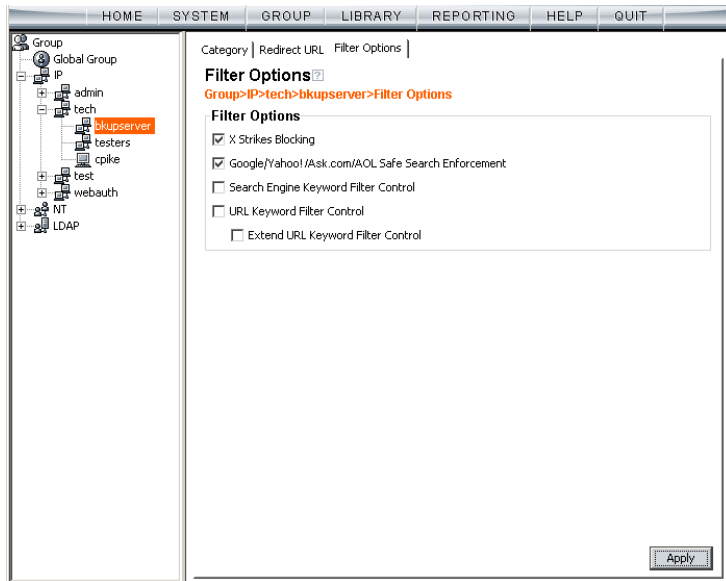 HOME SYSTEM GROUP LIBRARY REPORTING HELP QUIT
Group
Global Group
IP
admin
tech
bkupserver
testers
cpike
test
webauth
NT
LDAP
Category Redirect URL Filter Options
Filter Options?
Group>IP>tech>bkupserver>Filter Options
Filter Options
X Strikes Blocking
Google/Yahoo!/Ask.com/AOL Safe Search Enforcement
Search Engine Keyword Filter Control
URL Keyword Filter Control
Extend URL Keyword Filter Control
Apply